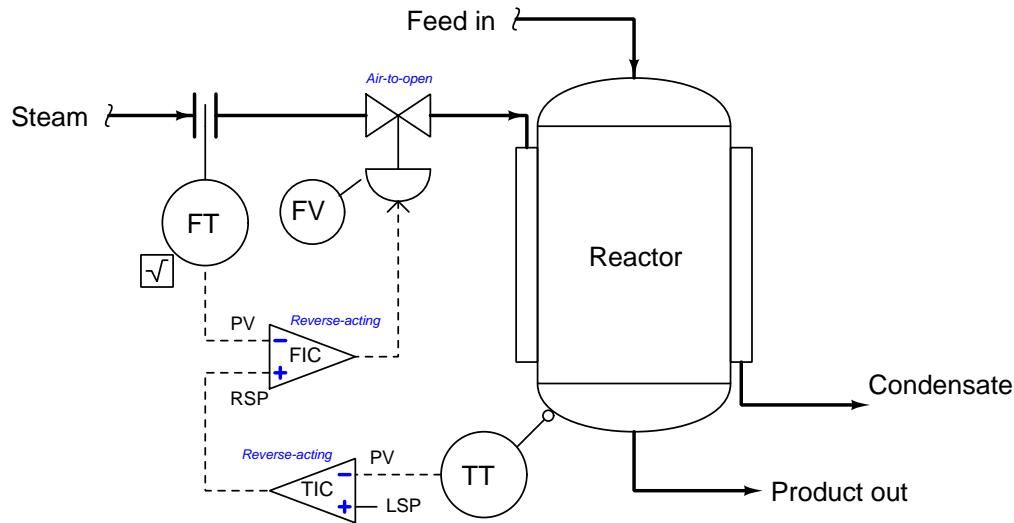 Feed in
Air-to-open
Steam
FT
FV
√
Reactor
Reverse-acting
PV
−
FIC
+
RSP
Condensate
Reverse-acting
PV
−
TIC
+
LSP
TT
Product out